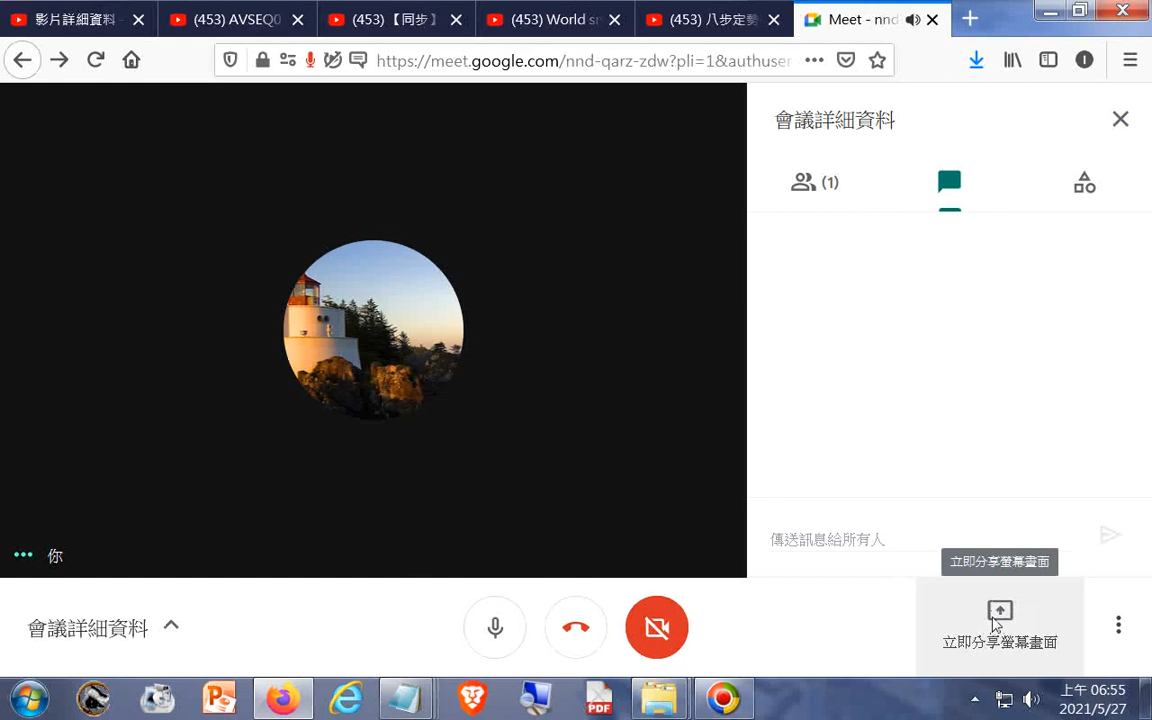 影片詳細資料 -
(453) AVSEQ0
(453)【同步】
(453) World sn
(453) 八步定勢
Meet - nnd
https://meet.google.com/nnd-qarz-zdw?pli=1&authuser
會議詳細資料
(1)
你
傳送訊息給所有人
立即分享螢幕畫面
會議詳細資料
立即分享螢幕畫面
PDF
上午 06:55
2021/5/27